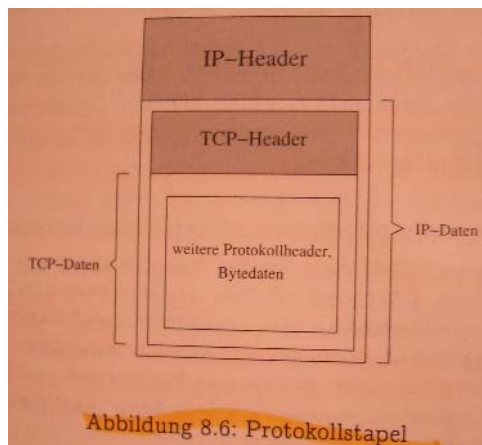 IP–Header
TCP–Header
IP–Daten
TCP–Daten
weitere Protokollheader,
Bytedaten
Abbildung 8.6: Protokollstapel